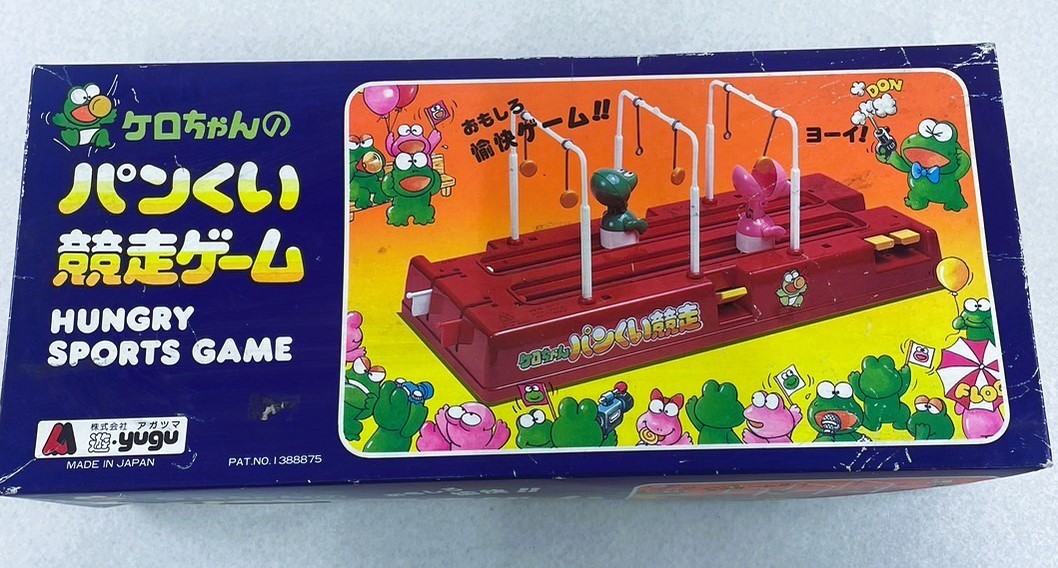 ケロちゃんの
パンくい
競走ゲーム
HUNGRY
SPORTS GAME
株式会社 アガツマ
遊・yugu
MADE IN JAPAN
PAT.NO.1388875
おもしろ
愉快ゲーム!!
ヨーイ!
DON
ケロちゃんパンくい競走